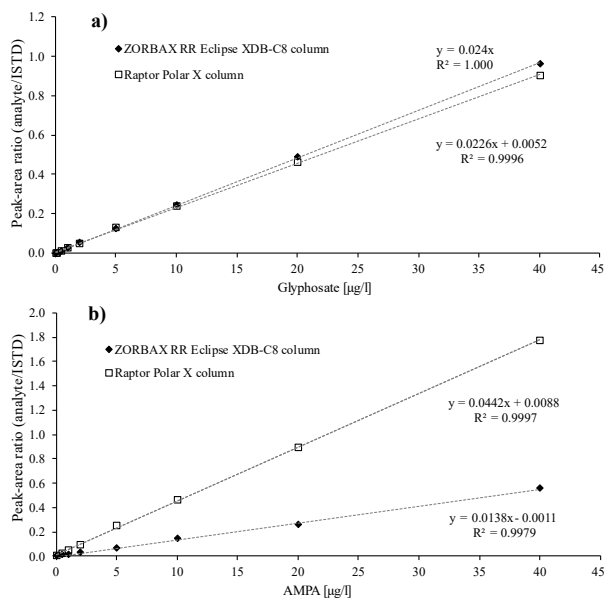 a)
ZORBAX RR Eclipse XDB-C8 column
Raptor Polar X column
y = 0.024x
R² = 1.000
y = 0.0226x + 0.0052
R² = 0.9996
Peak-area ratio (analyte/ISTD)
1.2
1.0
0.8
0.6
0.4
0.2
0.0
0 5 10 15 20 25 30 35 40 45
Glyphosate [µg/l]
b)
ZORBAX RR Eclipse XDB-C8 column
Raptor Polar X column
y = 0.0442x + 0.0088
R² = 0.9997
y = 0.0138x - 0.0011
R² = 0.9979
Peak-area ratio (analyte/ISTD)
2.0
1.8
1.6
1.4
1.2
1.0
0.8
0.6
0.4
0.2
0.0
0 5 10 15 20 25 30 35 40 45
AMPA [µg/l]